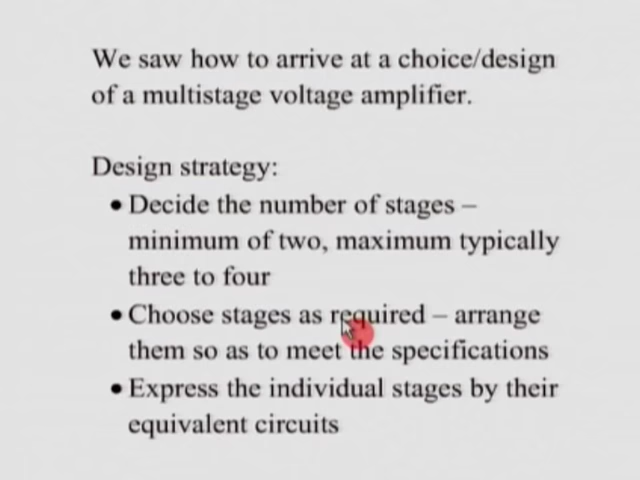 We saw how to arrive at a choice/design
of a multistage voltage amplifier.
Design strategy:
• Decide the number of stages –
minimum of two, maximum typically
three to four
• Choose stages as required – arrange
them so as to meet the specifications
• Express the individual stages by their
equivalent circuits